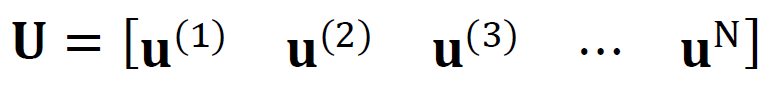 𝐔 = [𝐮⁽¹⁾ 𝐮⁽²⁾ 𝐮⁽³⁾ … 𝐮ᴺ]